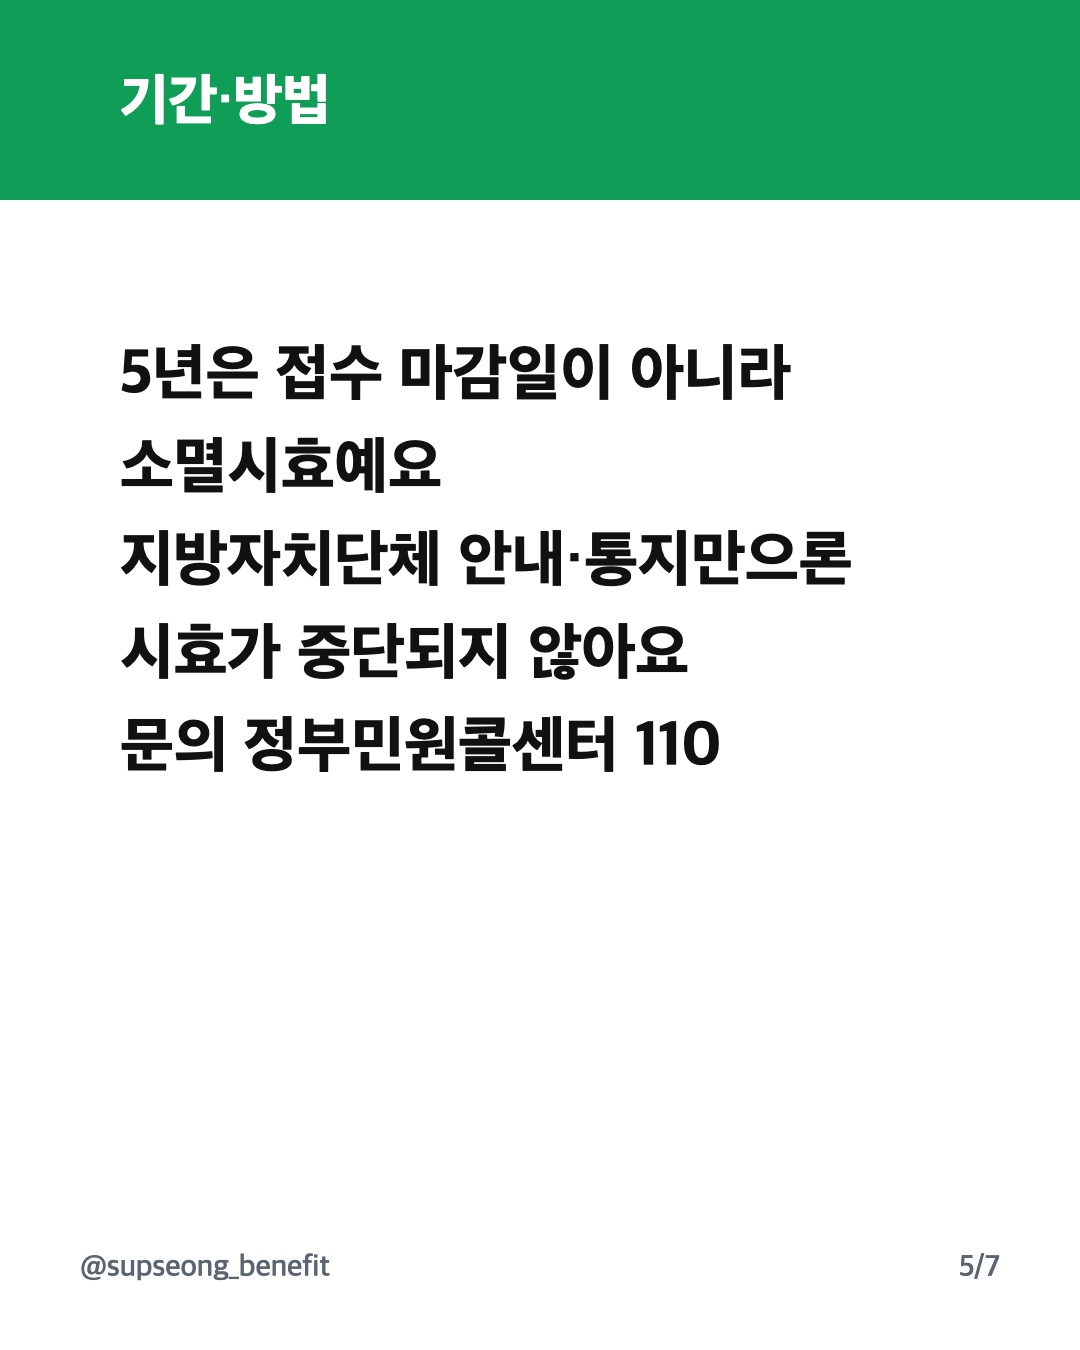 기간·방법
5년은 접수 마감일이 아니라
소멸시효예요
지방자치단체 안내·통지만으론
시효가 중단되지 않아요
문의 정부민원콜센터 110
@supseong_benefit
5/7